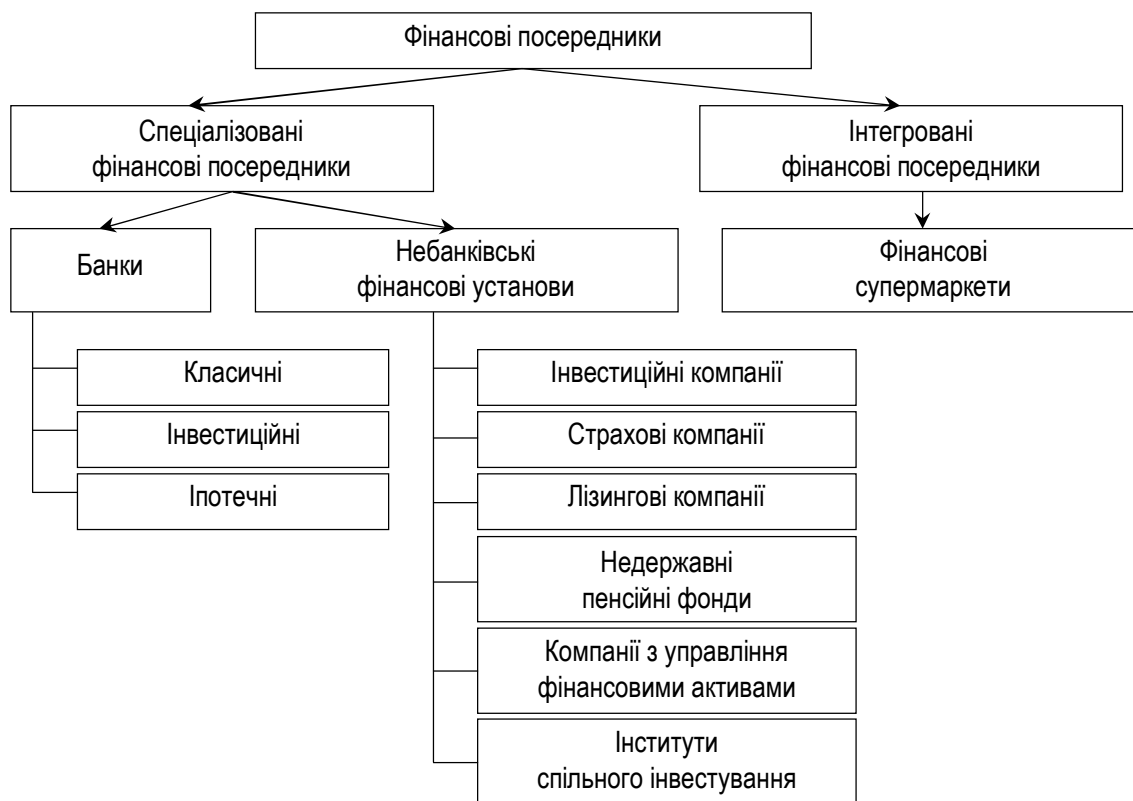 Фінансові посередники
Спеціалізовані
фінансові посередники
Інтегровані
фінансові посередники
Банки
Небанківські
фінансові установи
Фінансові
супермаркети
Класичні
Інвестиційні
Іпотечні
Інвестиційні компанії
Страхові компанії
Лізингові компанії
Недержавні
пенсійні фонди
Компанії з управління
фінансовими активами
Інститути
спільного інвестування